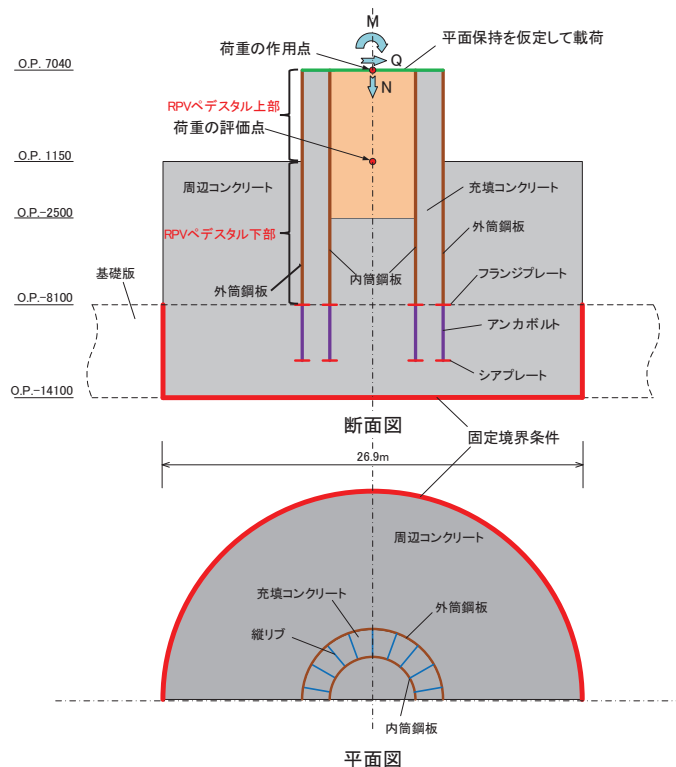 M
荷重の作用点
平面保持を仮定して載荷
Q
O.P. 7040
N
RPVペデスタル上部
荷重の評価点
O.P. 1150
周辺コンクリート
充填コンクリート
O.P.-2500
RPVペデスタル下部
外筒鋼板
内筒鋼板
基礎版
外筒鋼板
フランジプレート
O.P.-8100
アンカボルト
シアプレート
O.P.-14100
断面図
固定境界条件
26.9m
周辺コンクリート
充填コンクリート
外筒鋼板
縦リブ
内筒鋼板
平面図